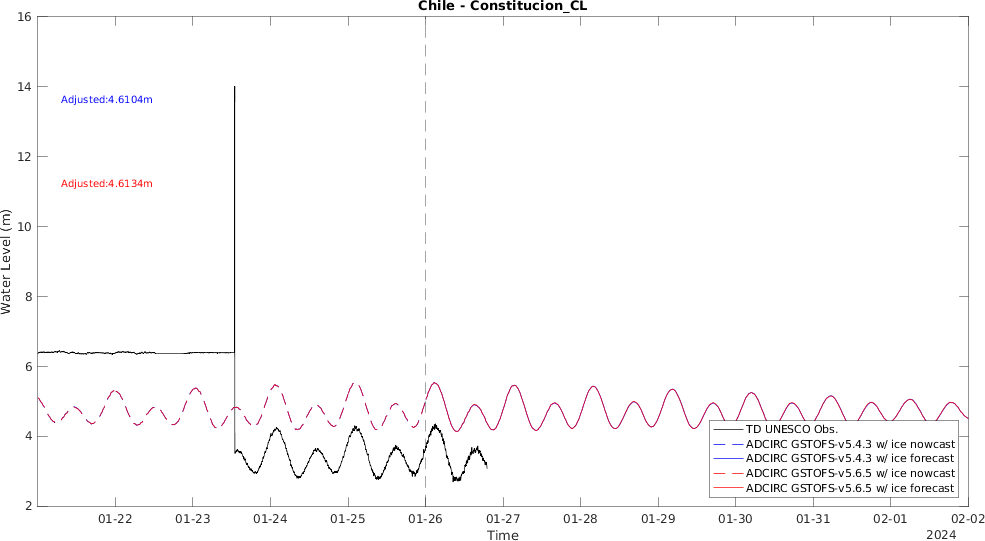 Chile - Constitucion_CL
16
14
12
10
8
6
4
2
Water Level (m)
Adjusted:4.6104m
Adjusted:4.6134m
TD UNESCO Obs.
ADCIRC GSTOFS-v5.4.3 w/ ice nowcast
ADCIRC GSTOFS-v5.4.3 w/ ice forecast
ADCIRC GSTOFS-v5.6.5 w/ ice nowcast
ADCIRC GSTOFS-v5.6.5 w/ ice forecast
01-22 01-23 01-24 01-25 01-26 01-27 01-28 01-29 01-30 01-31 02-01 02-02
Time
2024